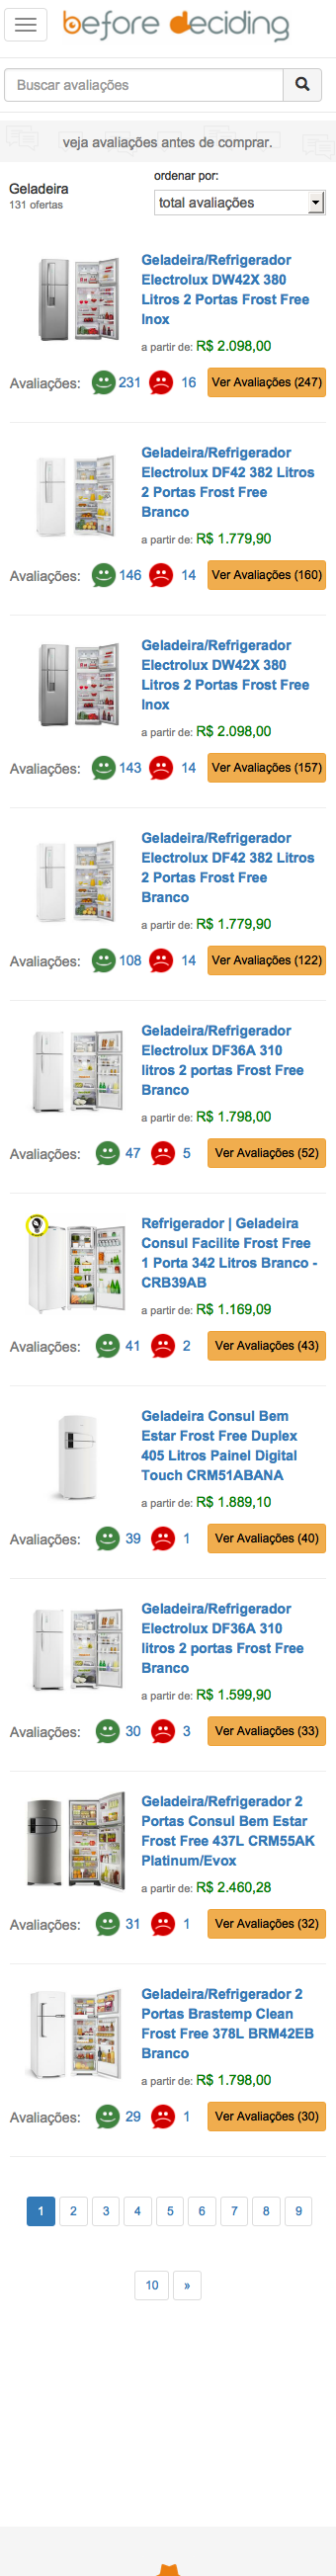 before deciding
Buscar avaliações
veja avaliações antes de comprar.
Geladeira
131 ofertas
ordenar por:
total avaliações
Geladeira/Refrigerador
Electrolux DW42X 380
Litros 2 Portas Frost Free
Inox
a partir de: R$ 2.098,00
Avaliações: 231 16 Ver Avaliações (247)
Geladeira/Refrigerador
Electrolux DF42 382 Litros
2 Portas Frost Free
Branco
a partir de: R$ 1.779,90
Avaliações: 146 14 Ver Avaliações (160)
Geladeira/Refrigerador
Electrolux DW42X 380
Litros 2 Portas Frost Free
Inox
a partir de: R$ 2.098,00
Avaliações: 143 14 Ver Avaliações (157)
Geladeira/Refrigerador
Electrolux DF42 382 Litros
2 Portas Frost Free
Branco
a partir de: R$ 1.779,90
Avaliações: 108 14 Ver Avaliações (122)
Geladeira/Refrigerador
Electrolux DF36A 310
litros 2 portas Frost Free
Branco
a partir de: R$ 1.798,00
Avaliações: 47 5 Ver Avaliações (52)
Refrigerador | Geladeira
Consul Facilite Frost Free
1 Porta 342 Litros Branco -
CRB39AB
a partir de: R$ 1.169,09
Avaliações: 41 2 Ver Avaliações (43)
Geladeira Consul Bem
Estar Frost Free Duplex
405 Litros Painel Digital
Touch CRM51ABANA
a partir de: R$ 1.889,10
Avaliações: 39 1 Ver Avaliações (40)
Geladeira/Refrigerador
Electrolux DF36A 310
litros 2 portas Frost Free
Branco
a partir de: R$ 1.599,90
Avaliações: 30 3 Ver Avaliações (33)
Geladeira/Refrigerador 2
Portas Consul Bem Estar
Frost Free 437L CRM55AK
Platinum/Evox
a partir de: R$ 2.460,28
Avaliações: 31 1 Ver Avaliações (32)
Geladeira/Refrigerador 2
Portas Brastemp Clean
Frost Free 378L BRM42EB
Branco
a partir de: R$ 1.798,00
Avaliações: 29 1 Ver Avaliações (30)
1 2 3 4 5 6 7 8 9
10 »